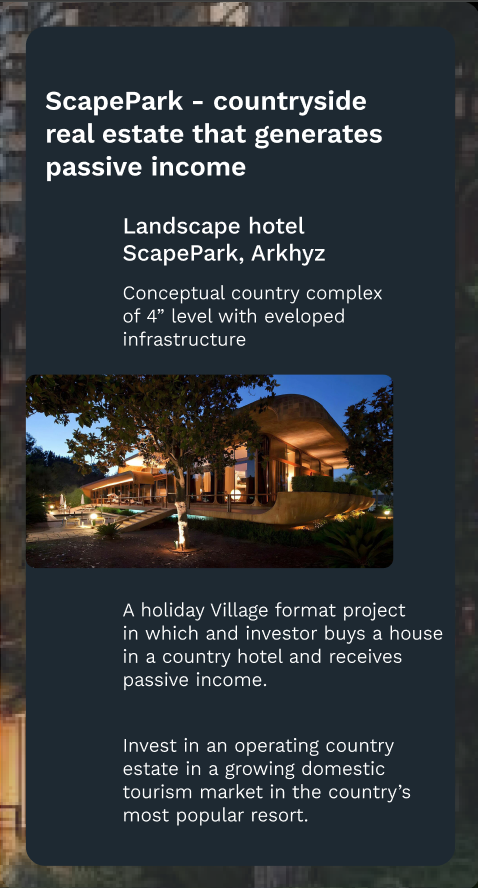 ScapePark - countryside
real estate that generates
passive income
Landscape hotel
ScapePark, Arkhyz
Conceptual country complex
of 4” level with eveloped
infrastructure
A holiday Village format project
in which and investor buys a house
in a country hotel and receives
passive income.
Invest in an operating country
estate in a growing domestic
tourism market in the country’s
most popular resort.